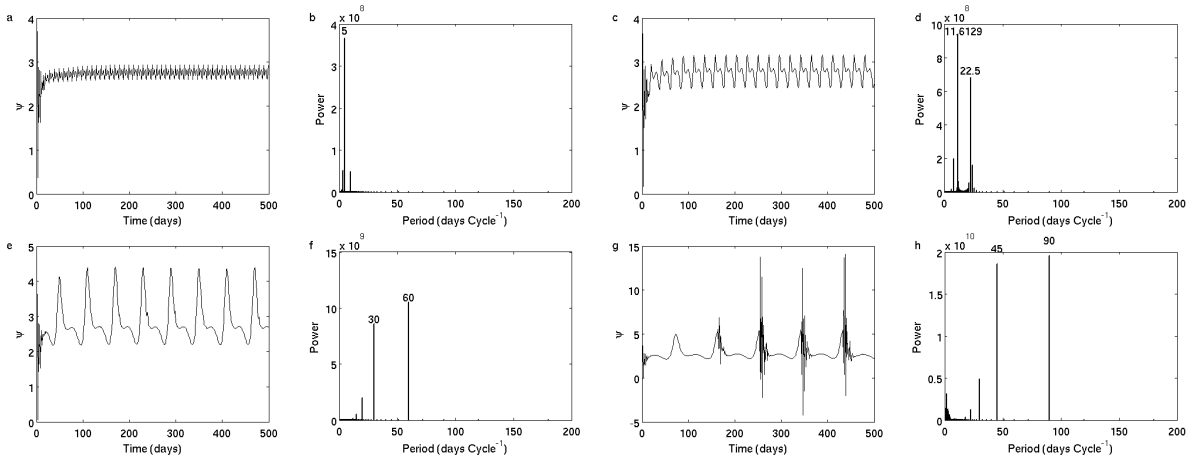 a
4
3
2
1
0
ψ
0 100 200 300 400 500
Time (days)
b
x 10^8
4
3
2
1
0
Power
5
0 50 100 150 200
Period (days Cycle^-1)
c
4
3
2
1
0
ψ
0 100 200 300 400 500
Time (days)
d
x 10^8
10
8
6
4
2
0
Power
11.6129
22.5
0 50 100 150 200
Period (days Cycle^-1)
e
5
4
3
2
1
0
ψ
0 100 200 300 400 500
Time (days)
f
x 10^9
15
10
5
0
Power
30
60
0 50 100 150 200
Period (days Cycle^-1)
g
15
10
5
0
-5
ψ
0 100 200 300 400 500
Time (days)
h
x 10^10
2
1.5
1
0.5
0
Power
45
90
0 50 100 150 200
Period (days Cycle^-1)